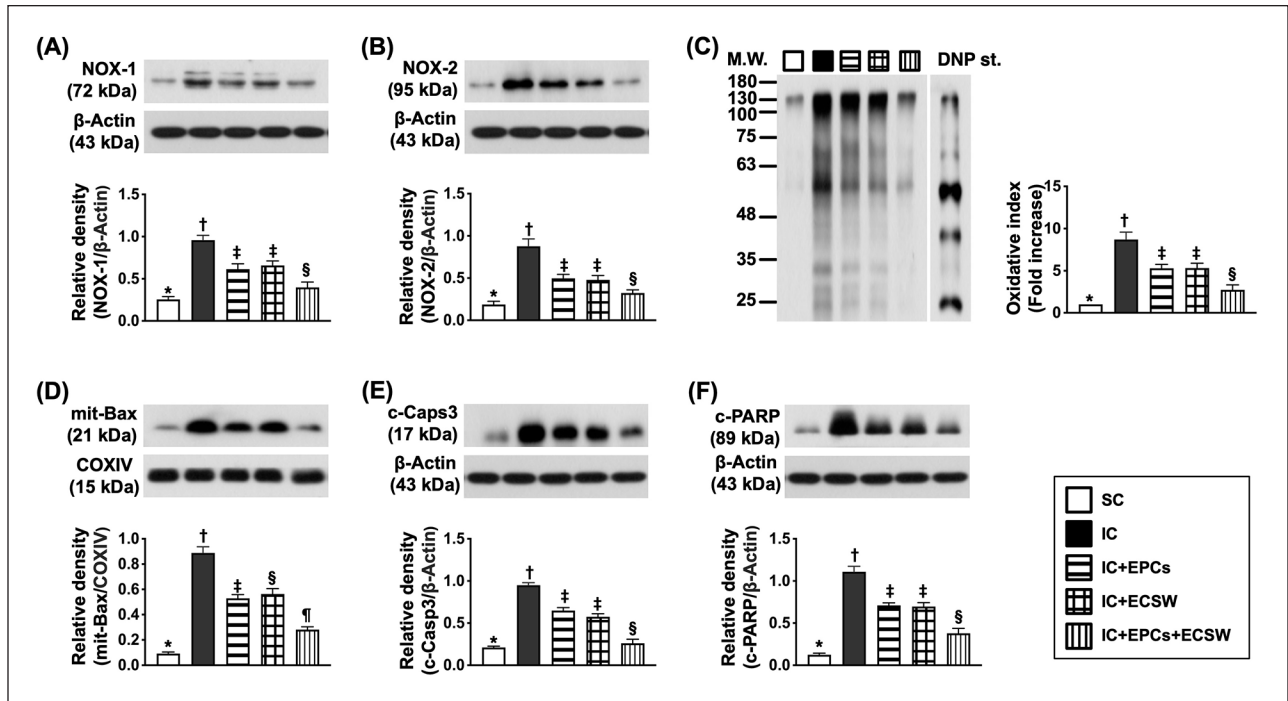 (A)
NOX-1
(72 kDa)
β-Actin
(43 kDa)
Relative density
(NOX-1/β-Actin)
1.5
1.0
0.5
0.0
*
†
‡
‡
§
(B)
NOX-2
(95 kDa)
β-Actin
(43 kDa)
Relative density
(NOX-2/β-Actin)
1.5
1.0
0.5
0.0
*
†
‡
‡
§
(C)
M.W.
DNP st.
180
130
100
75
63
48
35
25
Oxidative index
(Fold increase)
15
10
5
0
*
†
‡
‡
§
(D)
mit-Bax
(21 kDa)
COXIV
(15 kDa)
Relative density
(mit-Bax/COXIV)
1.0
0.8
0.6
0.4
0.2
0.0
*
†
‡
§
¶
(E)
c-Caps3
(17 kDa)
β-Actin
(43 kDa)
Relative density
(c-Casp3/β-Actin)
1.5
1.0
0.5
0.0
*
†
‡
‡
§
(F)
c-PARP
(89 kDa)
β-Actin
(43 kDa)
Relative density
(c-PARP/β-Actin)
1.5
1.0
0.5
0.0
*
†
‡
‡
§
SC
IC
IC+EPCs
IC+ECSW
IC+EPCs+ECSW